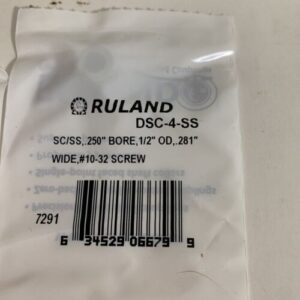 RULAND
DSC-4-SS
SC/SS,.250" BORE,1/2" OD,.281"
WIDE,#10-32 SCREW
7291
6 34529 06679 9